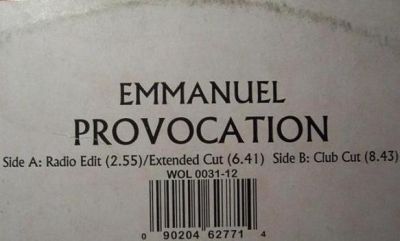 EMMANUEL
PROVOCATION
Side A: Radio Edit (2.55)/Extended Cut (6.41) Side B: Club Cut (8.43)
WOL 0031-12
0 90204 62771 4